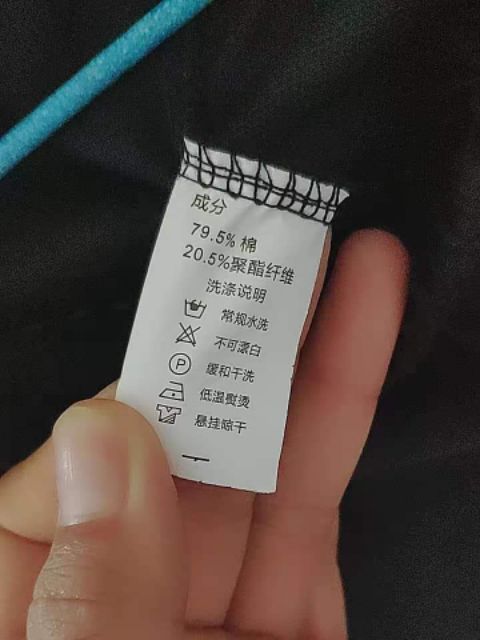 成分
79.5% 棉
20.5%聚酯纤维
洗涤说明
常规水洗
不可漂白
P 缓和干洗
低温熨烫
悬挂晾干